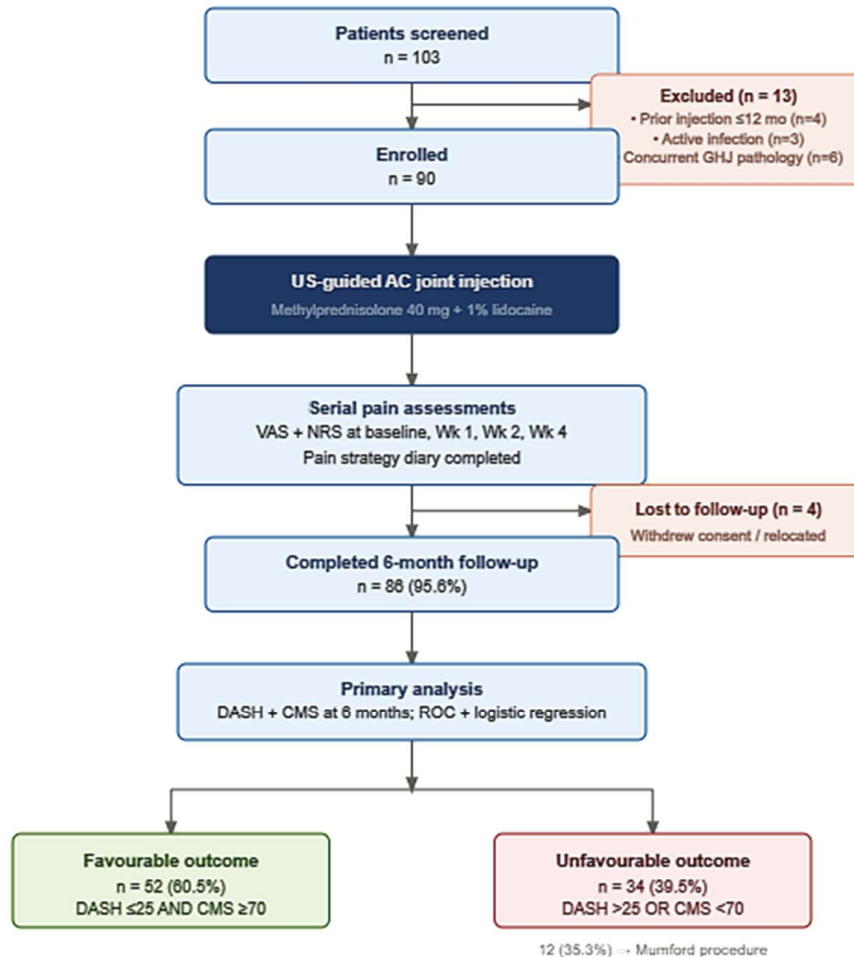 Patients screened
n = 103
Excluded (n = 13)
• Prior injection ≤12 mo (n=4)
• Active infection (n=3)
Concurrent GHJ pathology (n=6)
Enrolled
n = 90
US-guided AC joint injection
Methylprednisolone 40 mg + 1% lidocaine
Serial pain assessments
VAS + NRS at baseline, Wk 1, Wk 2, Wk 4
Pain strategy diary completed
Lost to follow-up (n = 4)
Withdrew consent / relocated
Completed 6-month follow-up
n = 86 (95.6%)
Primary analysis
DASH + CMS at 6 months; ROC + logistic regression
Favourable outcome
n = 52 (60.5%)
DASH ≤25 AND CMS ≥70
Unfavourable outcome
n = 34 (39.5%)
DASH >25 OR CMS <70
12 (35.3%) → Mumford procedure